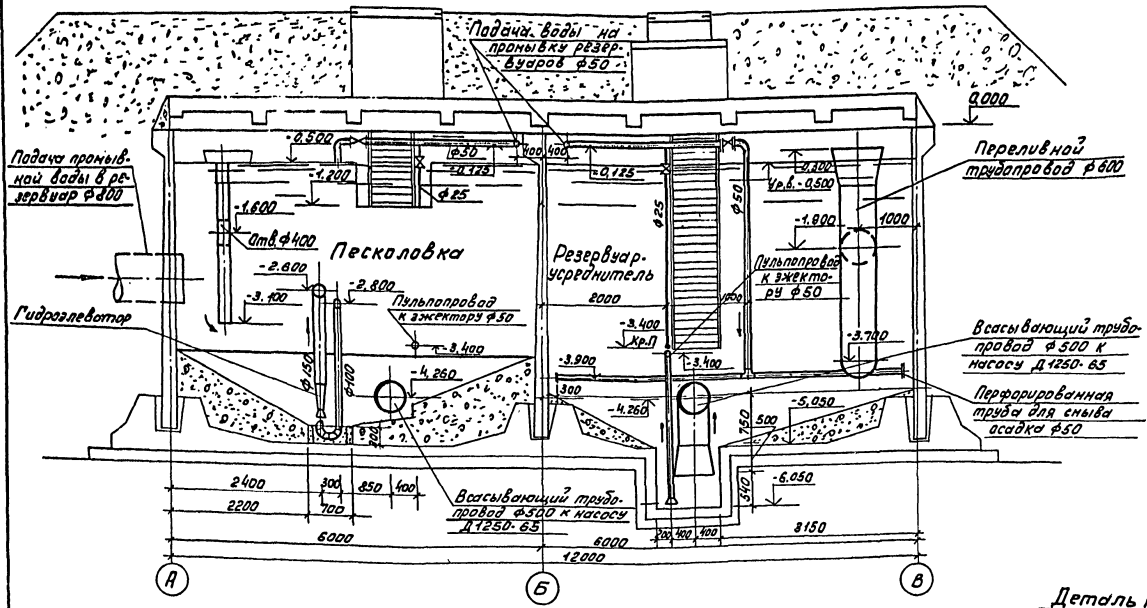 Подача воды на
промывку резер-
вуаров ф50
0,000
Подача промыв-
ной воды в ре-
зервуар ф800
-0,500
400
400
ф50
-0,125
-0,125
-1.200
ф25
-1.600
Отв. ф400
Песколовка
-2.600
-2.800
-3.100
Гидроэлеватор
Пульпопровод
к эжектору ф50
-3,400
ф150
ф100
-4.260
200
Резервуар-
усреднитель
2000
ф25
ф50
1000
Пульпопровод
к эжекто-
ру ф50
-3.400
Хр.П
-3.400
-3.900
300
-4.260
-0.300
Ур.в.-0,500
-1.800
1000
-3.700
Переливной
трубопровод ф600
Всасывающий трубо-
провод ф500 к
насосу Д1250-65
Перфорированная
труба для смыва
осадка ф50
-5.050
750
500
540
-6.050
2400
300
850
400
2200
700
Всасывающий трубо-
провод ф500 к насосу
Д1250-65
200
400
400
3150
6000
6000
12000
А
Б
В
Деталь